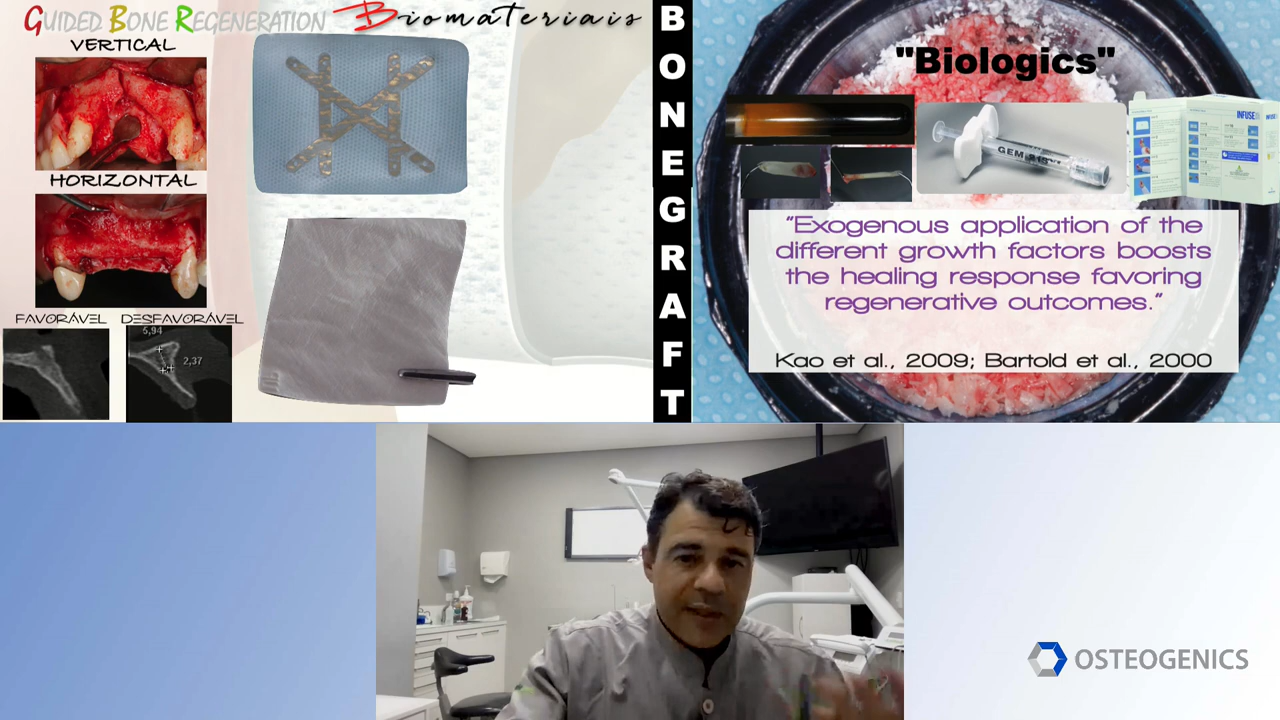 GUIDED BONE REGENERATION Biomateriais
VERTICAL
HORIZONTAL
FAVORÁVEL DESFAVORÁVEL
5,94
2,37
BONEGRAFT
"Biologics"
GEM 21S
INFUSE
"Exogenous application of the
different growth factors boosts
the healing response favoring
regenerative outcomes."
Kao et al., 2009; Bartold et al., 2000
OSTEOGENICS